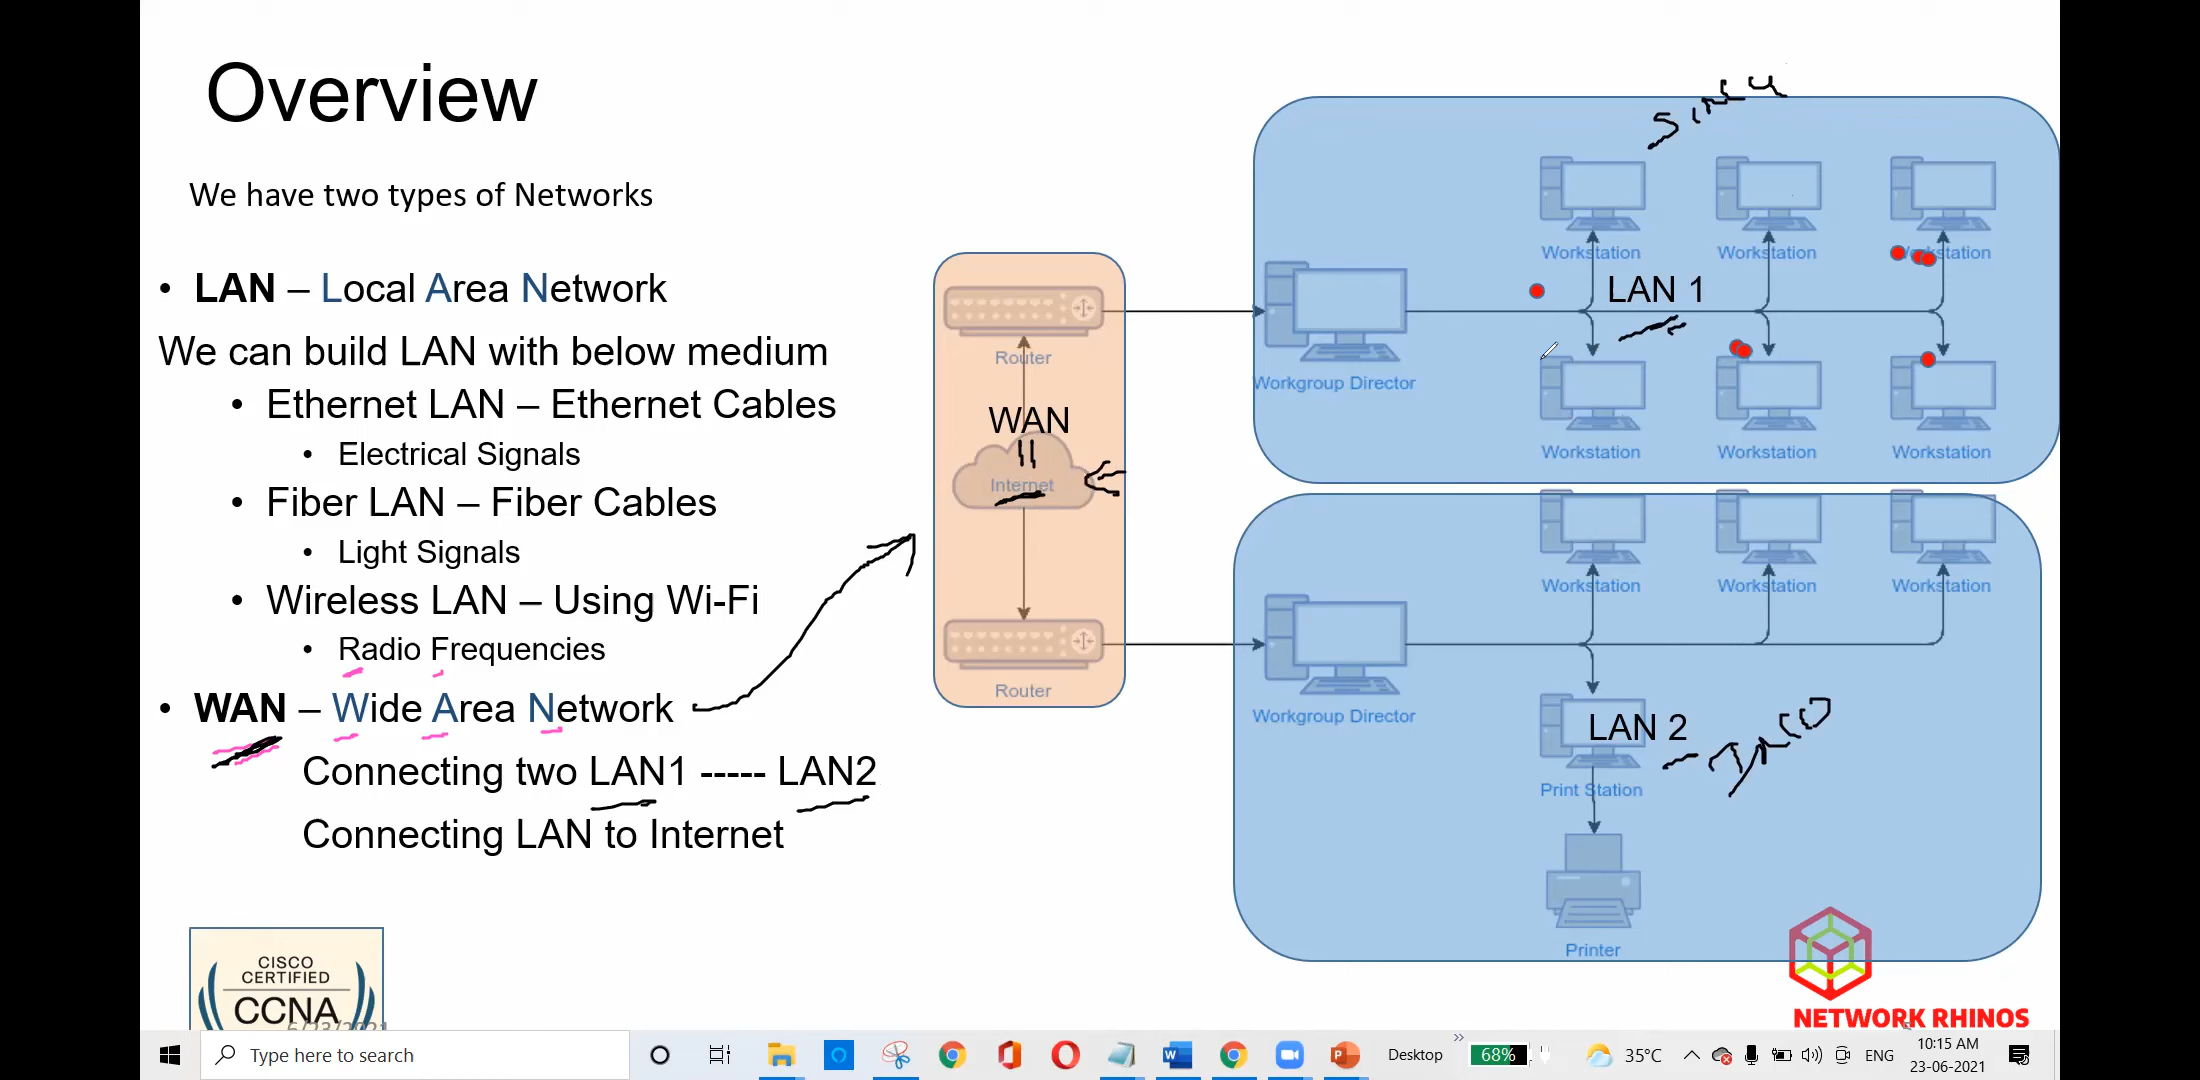 Overview
We have two types of Networks
• LAN – Local Area Network
We can build LAN with below medium
• Ethernet LAN – Ethernet Cables
• Electrical Signals
• Fiber LAN – Fiber Cables
• Light Signals
• Wireless LAN – Using Wi-Fi
• Radio Frequencies
• WAN – Wide Area Network
Connecting two LAN1 ----- LAN2
Connecting LAN to Internet
CISCO
CERTIFIED
CCNA
Router
WAN
Internet
Router
Workstation Workstation Workstation
LAN 1
Workgroup Director
Workstation Workstation Workstation
Workstation Workstation Workstation
Workgroup Director
LAN 2
Print Station
Printer
NETWORK RHINOS
Type here to search
Desktop
68%
35°C
ENG
10:15 AM
23-06-2021